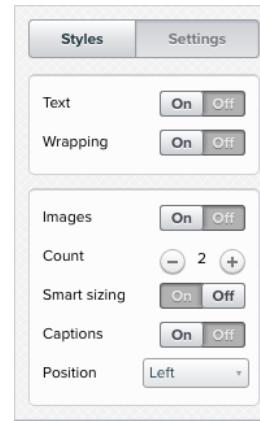 Styles Settings
Text On Off
Wrapping On Off
Images On Off
Count − 2 +
Smart sizing On Off
Captions On Off
Position Left